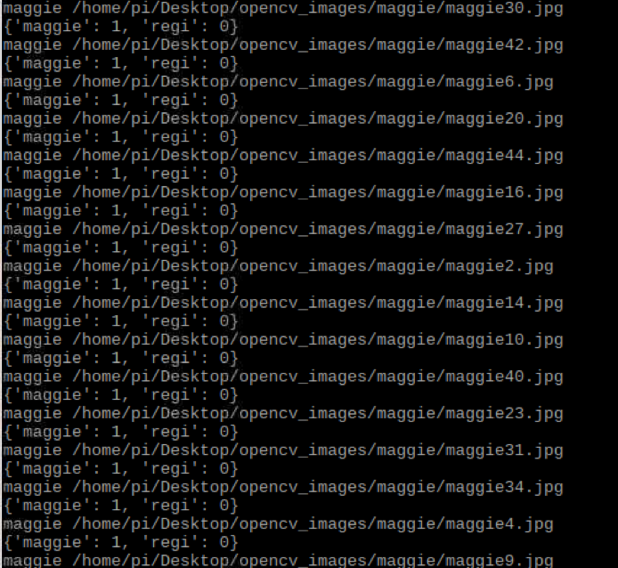 maggie /home/pi/Desktop/opencv_images/maggie/maggie30.jpg
{'maggie': 1, 'regi': 0}
maggie /home/pi/Desktop/opencv_images/maggie/maggie42.jpg
{'maggie': 1, 'regi': 0}
maggie /home/pi/Desktop/opencv_images/maggie/maggie6.jpg
{'maggie': 1, 'regi': 0}
maggie /home/pi/Desktop/opencv_images/maggie/maggie20.jpg
{'maggie': 1, 'regi': 0}
maggie /home/pi/Desktop/opencv_images/maggie/maggie44.jpg
{'maggie': 1, 'regi': 0}
maggie /home/pi/Desktop/opencv_images/maggie/maggie16.jpg
{'maggie': 1, 'regi': 0}
maggie /home/pi/Desktop/opencv_images/maggie/maggie27.jpg
{'maggie': 1, 'regi': 0}
maggie /home/pi/Desktop/opencv_images/maggie/maggie2.jpg
{'maggie': 1, 'regi': 0}
maggie /home/pi/Desktop/opencv_images/maggie/maggie14.jpg
{'maggie': 1, 'regi': 0}
maggie /home/pi/Desktop/opencv_images/maggie/maggie10.jpg
{'maggie': 1, 'regi': 0}
maggie /home/pi/Desktop/opencv_images/maggie/maggie40.jpg
{'maggie': 1, 'regi': 0}
maggie /home/pi/Desktop/opencv_images/maggie/maggie23.jpg
{'maggie': 1, 'regi': 0}
maggie /home/pi/Desktop/opencv_images/maggie/maggie31.jpg
{'maggie': 1, 'regi': 0}
maggie /home/pi/Desktop/opencv_images/maggie/maggie34.jpg
{'maggie': 1, 'regi': 0}
maggie /home/pi/Desktop/opencv_images/maggie/maggie4.jpg
{'maggie': 1, 'regi': 0}
maggie /home/pi/Desktop/opencv_images/maggie/maggie9.jpg